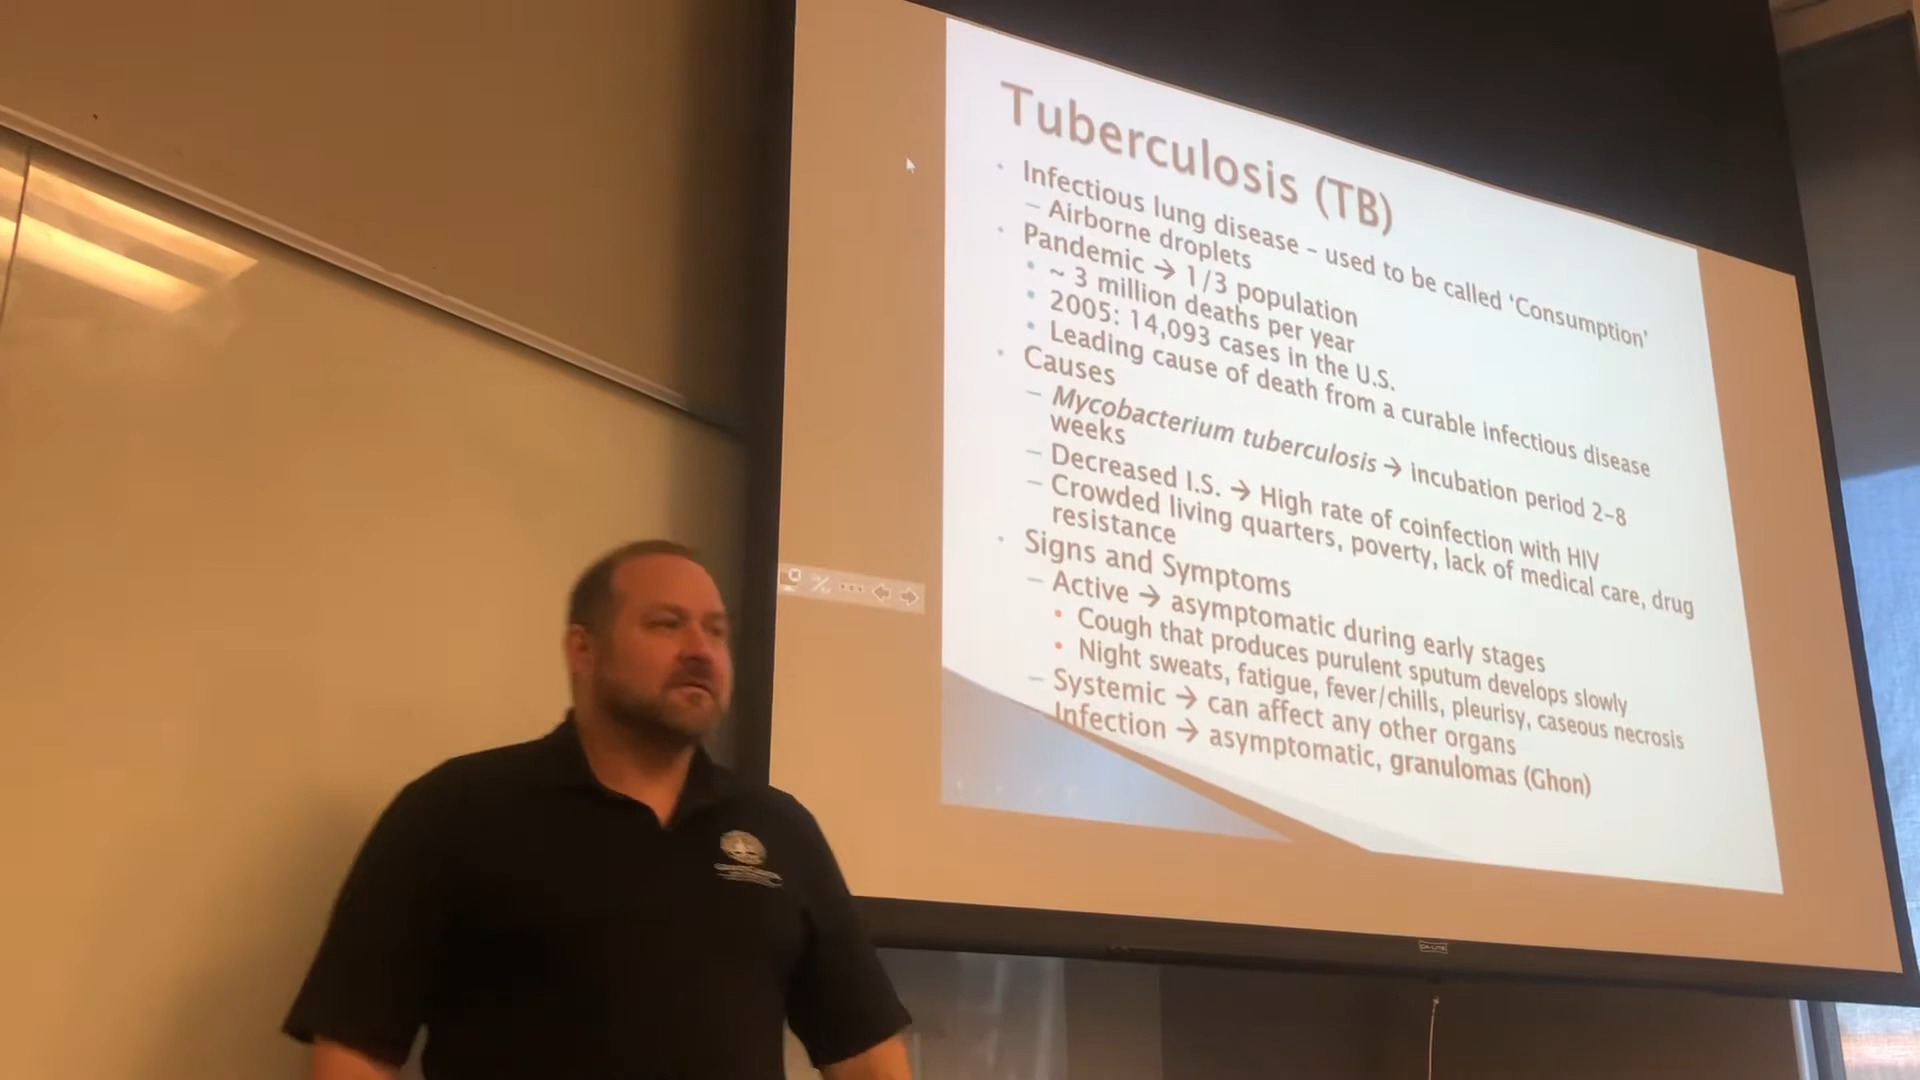 Tuberculosis (TB)
• Infectious lung disease – used to be called ‘Consumption’
– Airborne droplets
• Pandemic → 1/3 population
• ~ 3 million deaths per year
• 2005: 14,093 cases in the U.S.
• Leading cause of death from a curable infectious disease
• Causes
– Mycobacterium tuberculosis → incubation period 2–8
weeks
– Decreased I.S. → High rate of coinfection with HIV
– Crowded living quarters, poverty, lack of medical care, drug
resistance
• Signs and Symptoms
– Active → asymptomatic during early stages
• Cough that produces purulent sputum develops slowly
• Night sweats, fatigue, fever/chills, pleurisy, caseous necrosis
– Systemic → can affect any other organs
Infection → asymptomatic, granulomas (Ghon)
DA-LITE